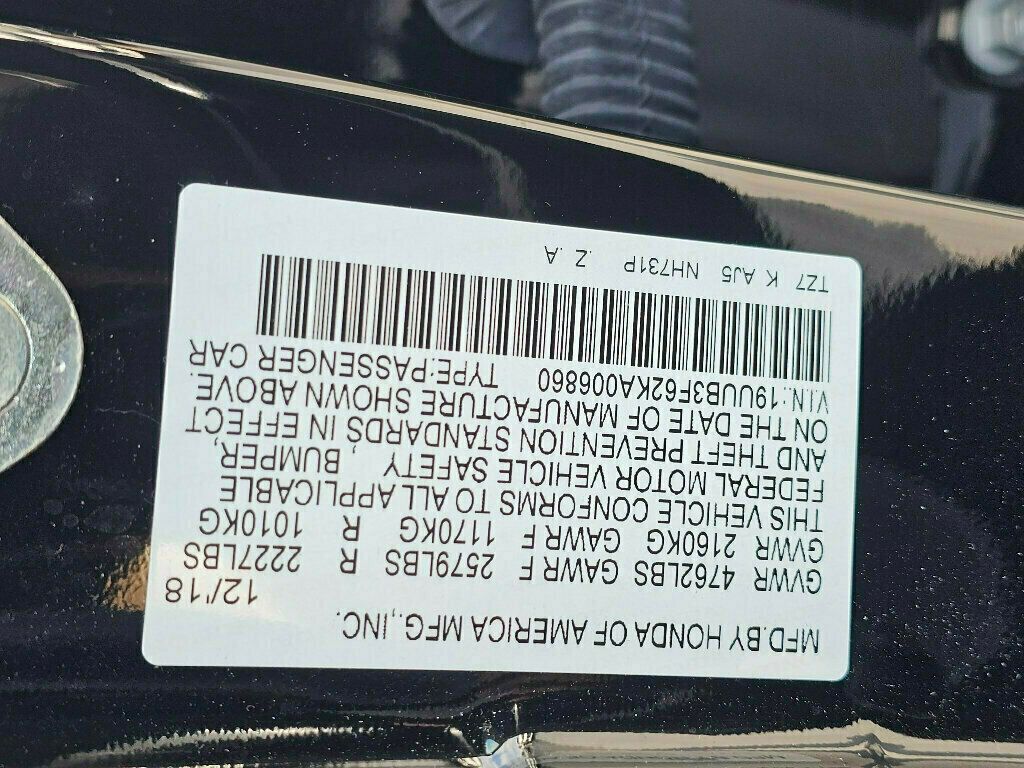 MFD.BY HONDA OF AMERICA MFG.,INC.
12/'18
GVWR 4762LBS GAWR F 2579LBS R 2227LBS
GVWR 2160KG GAWR F 1170KG R 1010KG
THIS VEHICLE CONFORMS TO ALL APPLICABLE
FEDERAL MOTOR VEHICLE SAFETY , BUMPER,
AND THEFT PREVENTION STANDARDS IN EFFECT
ON THE DATE OF MANUFACTURE SHOWN ABOVE.
V.I.N.:19UUB3F62KA006860 TYPE:PASSENGER CAR
TZ7 K AJ5 NH731P .Z .A